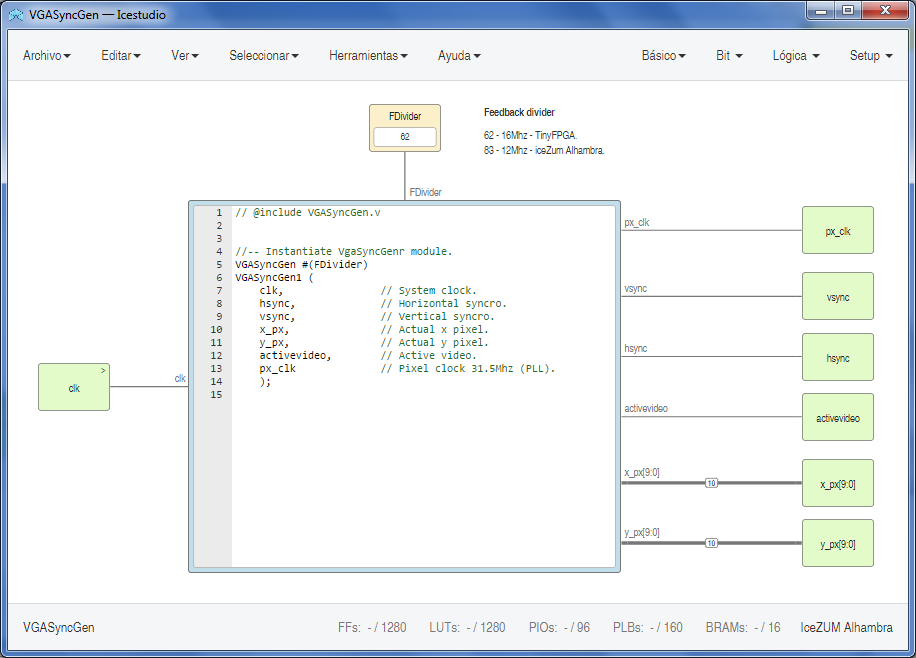 VGASyncGen — Icestudio
Archivo Editar Ver Seleccionar Herramientas Ayuda Básico Bit Lógica Setup
FDivider
62
Feedback divider
62 - 16Mhz - TinyFPGA.
83 - 12Mhz - iceZum Alhambra.
FDivider
1 // @include VGASyncGen.v
2
3
4 //-- Instantiate VgaSyncGenr module.
5 VGASyncGen #(FDivider)
6 VGASyncGen1 (
7 clk, // System clock.
8 hsync, // Horizontal syncro.
9 vsync, // Vertical syncro.
10 x_px, // Actual x pixel.
11 y_px, // Actual y pixel.
12 activevideo, // Active video.
13 px_clk // Pixel clock 31.5Mhz (PLL).
14 );
15
clk >
clk
px_clk
px_clk
vsync
vsync
hsync
hsync
activevideo
activevideo
x_px[9:0]
10
x_px[9:0]
y_px[9:0]
10
y_px[9:0]
VGASyncGen FFs: - / 1280 LUTs: - / 1280 PIOs: - / 96 PLBs: - / 160 BRAMs: - / 16 IceZUM Alhambra